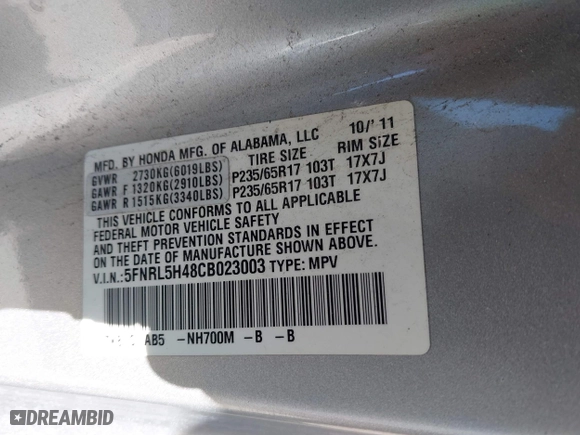 MFD. BY HONDA MFG. OF ALABAMA, LLC 10/'11
TIRE SIZE RIM SIZE
GVWR 2730KG(6019LBS)
GAWR F 1320KG(2910LBS) P235/65R17 103T 17X7J
GAWR R 1515KG(3340LBS) P235/65R17 103T 17X7J
THIS VEHICLE CONFORMS TO ALL APPLICABLE
FEDERAL MOTOR VEHICLE SAFETY
AND THEFT PREVENTION STANDARDS IN EFFECT
ON THE DATE OF MANUFACTURE SHOWN ABOVE.
V.I.N.:5FNRL5H48CB023003 TYPE: MPV
AB5 -NH700M -B -B
DREAMBID